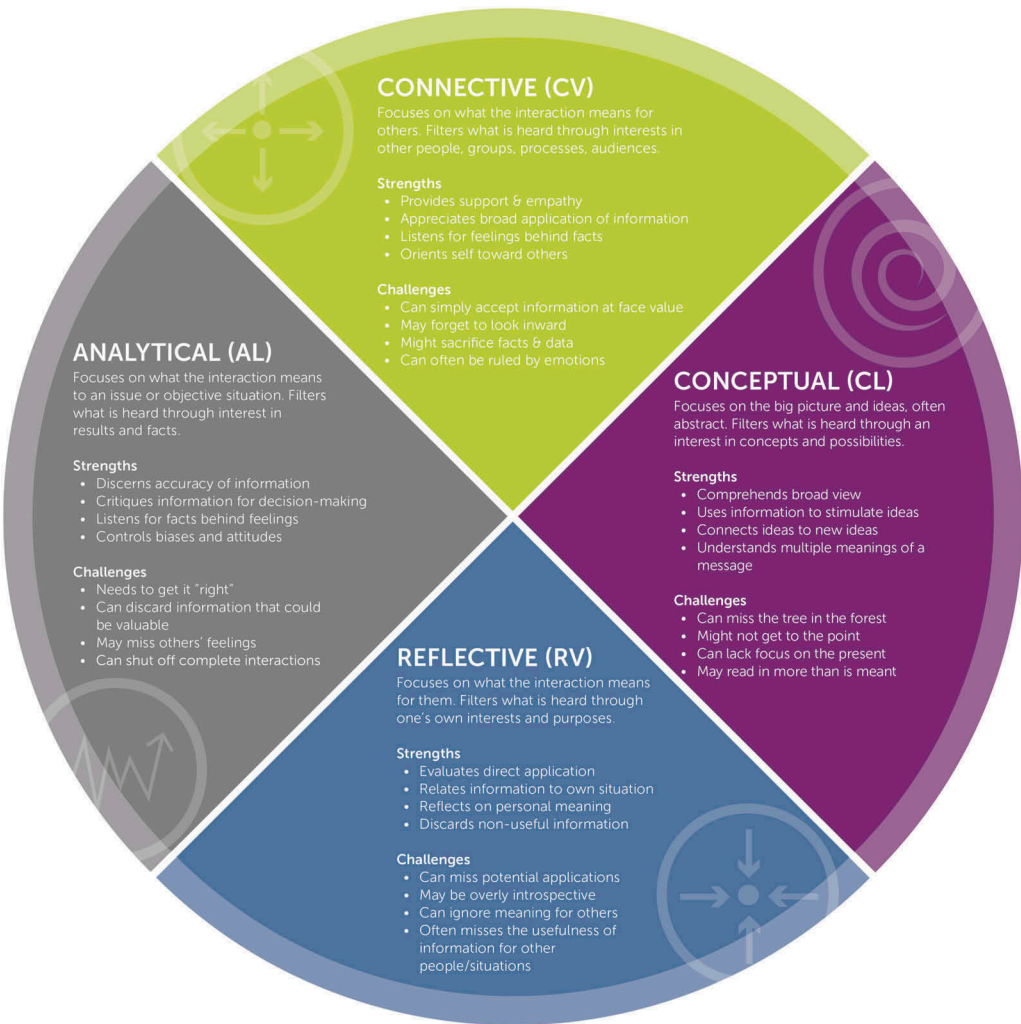 CONNECTIVE (CV)
Focuses on what the interaction means for
others. Filters what is heard through interests in
other people, groups, processes, audiences.
Strengths
• Provides support & empathy
• Appreciates broad application of information
• Listens for feelings behind facts
• Orients self toward others
Challenges
• Can simply accept information at face value
• May forget to look inward
• Might sacrifice facts & data
• Can often be ruled by emotions
ANALYTICAL (AL)
Focuses on what the interaction means
to an issue or objective situation. Filters
what is heard through interest in
results and facts.
Strengths
• Discerns accuracy of information
• Critiques information for decision-making
• Listens for facts behind feelings
• Controls biases and attitudes
Challenges
• Needs to get it “right”
• Can discard information that could
be valuable
• May miss others’ feelings
• Can shut off complete interactions
CONCEPTUAL (CL)
Focuses on the big picture and ideas, often
abstract. Filters what is heard through an
interest in concepts and possibilities.
Strengths
• Comprehends broad view
• Uses information to stimulate ideas
• Connects ideas to new ideas
• Understands multiple meanings of a
message
Challenges
• Can miss the tree in the forest
• Might not get to the point
• Can lack focus on the present
• May read in more than is meant
REFLECTIVE (RV)
Focuses on what the interaction means
for them. Filters what is heard through
one’s own interests and purposes.
Strengths
• Evaluates direct application
• Relates information to own situation
• Reflects on personal meaning
• Discards non-useful information
Challenges
• Can miss potential applications
• May be overly introspective
• Can ignore meaning for others
• Often misses the usefulness of
information for other
people/situations